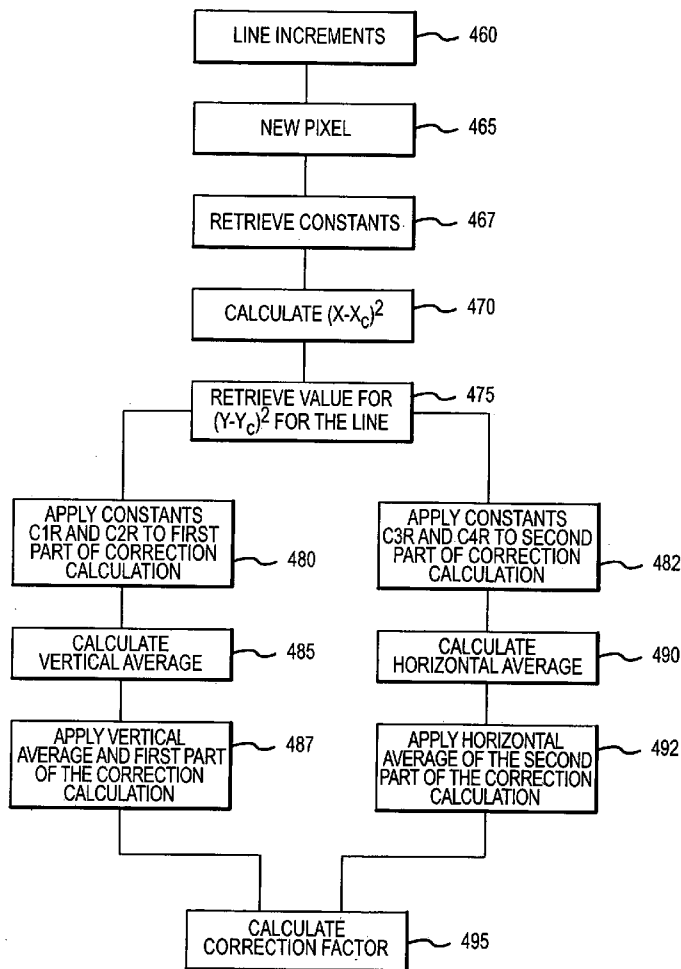 LINE INCREMENTS
460
NEW PIXEL
465
RETRIEVE CONSTANTS
467
CALCULATE (X-Xc)²
470
RETRIEVE VALUE FOR
(Y-Yc)² FOR THE LINE
475
APPLY CONSTANTS
C1R AND C2R TO FIRST
PART OF CORRECTION
CALCULATION
480
APPLY CONSTANTS
C3R AND C4R TO SECOND
PART OF CORRECTION
CALCULATION
482
CALCULATE
VERTICAL AVERAGE
485
CALCULATE
HORIZONTAL AVERAGE
490
APPLY VERTICAL
AVERAGE AND FIRST PART
OF THE CORRECTION
CALCULATION
487
APPLY HORIZONTAL
AVERAGE OF THE SECOND
PART OF THE CORRECTION
CALCULATION
492
CALCULATE
CORRECTION FACTOR
495